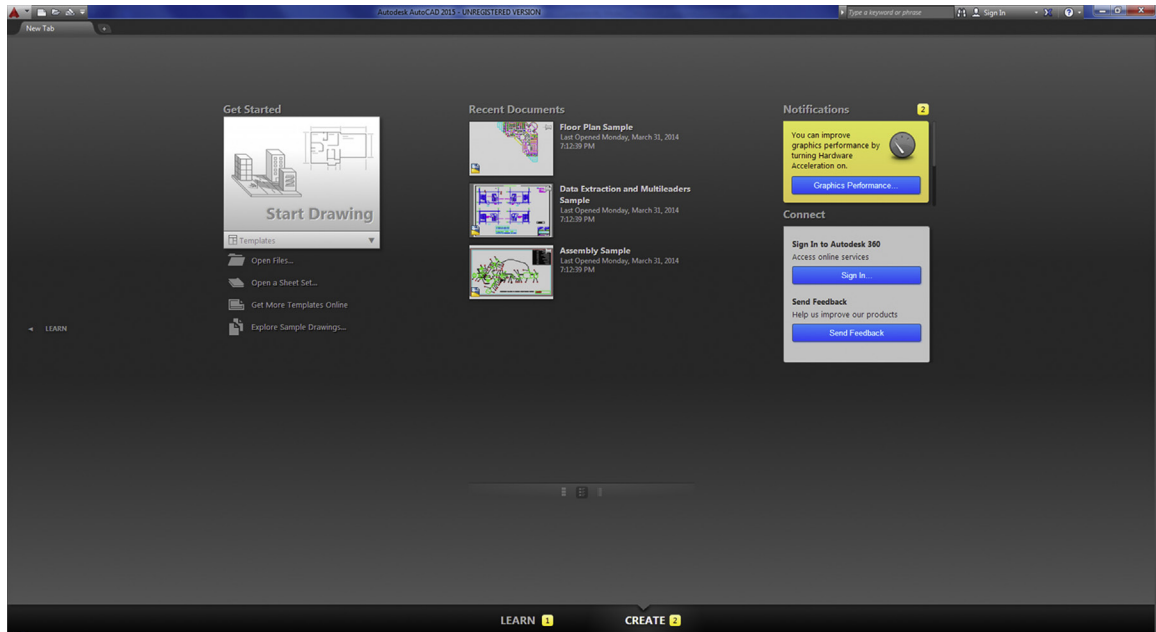 Autodesk AutoCAD 2015 - UNREGISTERED VERSION
Type a keyword or phrase
Sign In
New Tab
Get Started
Start Drawing
Templates
Open Files...
Open a Sheet Set...
Get More Templates Online
Explore Sample Drawings...
LEARN
Recent Documents
Floor Plan Sample
Last Opened Monday, March 31, 2014
7:12:39 PM
Data Extraction and Multileaders
Sample
Last Opened Monday, March 31, 2014
7:12:39 PM
Assembly Sample
Last Opened Monday, March 31, 2014
7:12:39 PM
Notifications 2
You can improve
graphics performance by
turning Hardware
Acceleration on.
Graphics Performance...
Connect
Sign In to Autodesk 360
Access online services
Sign In...
Send Feedback
Help us improve our products
Send Feedback
LEARN 1
CREATE 2